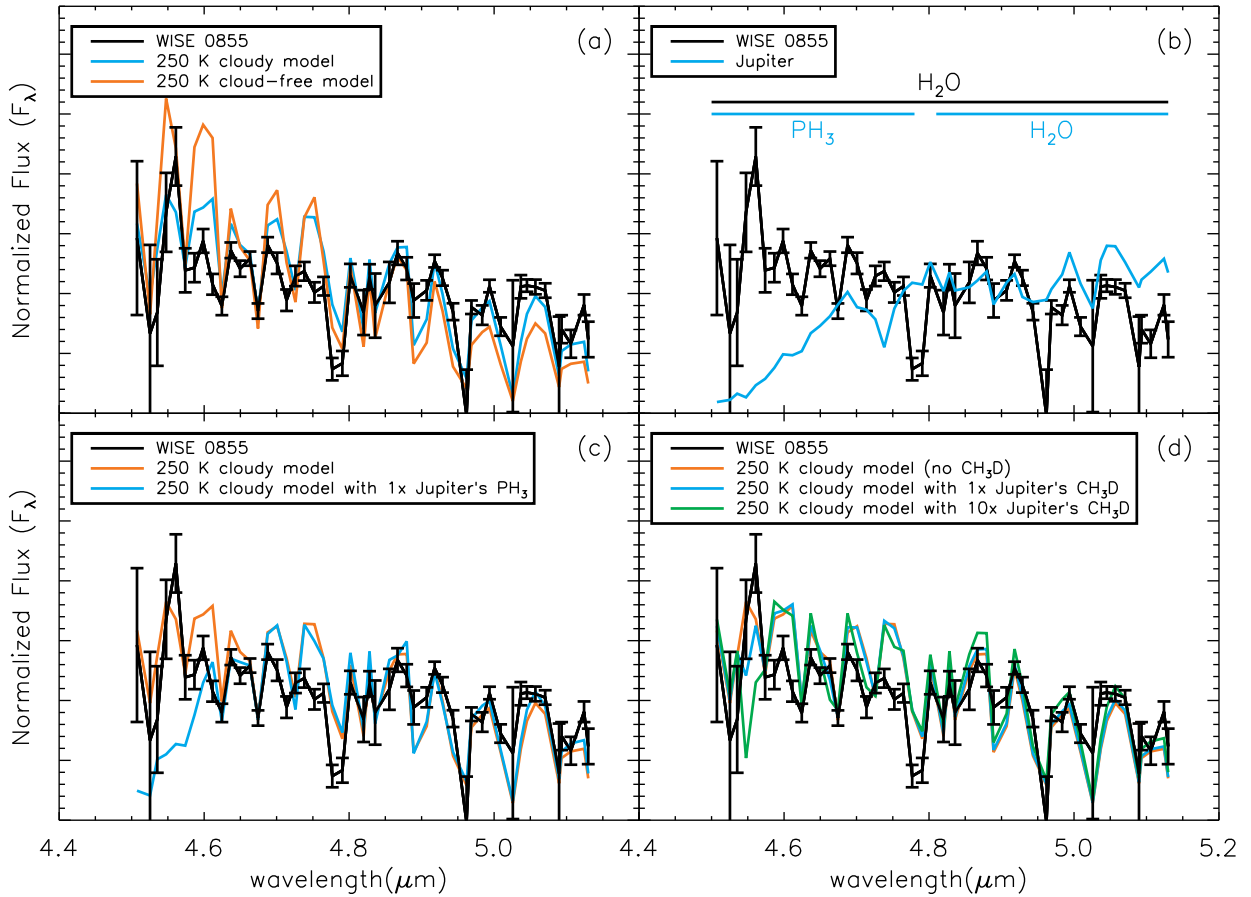 WISE 0855
250 K cloudy model
250 K cloud-free model
(a)
WISE 0855
Jupiter
(b)
H₂O
PH₃
H₂O
Normalized Flux (Fλ)
WISE 0855
250 K cloudy model
250 K cloudy model with 1x Jupiter's PH₃
(c)
WISE 0855
250 K cloudy model (no CH₃D)
250 K cloudy model with 1x Jupiter's CH₃D
250 K cloudy model with 10x Jupiter's CH₃D
(d)
Normalized Flux (Fλ)
4.4 4.6 4.8 5.0 4.4 4.6 4.8 5.0 5.2
wavelength(μm) wavelength(μm)